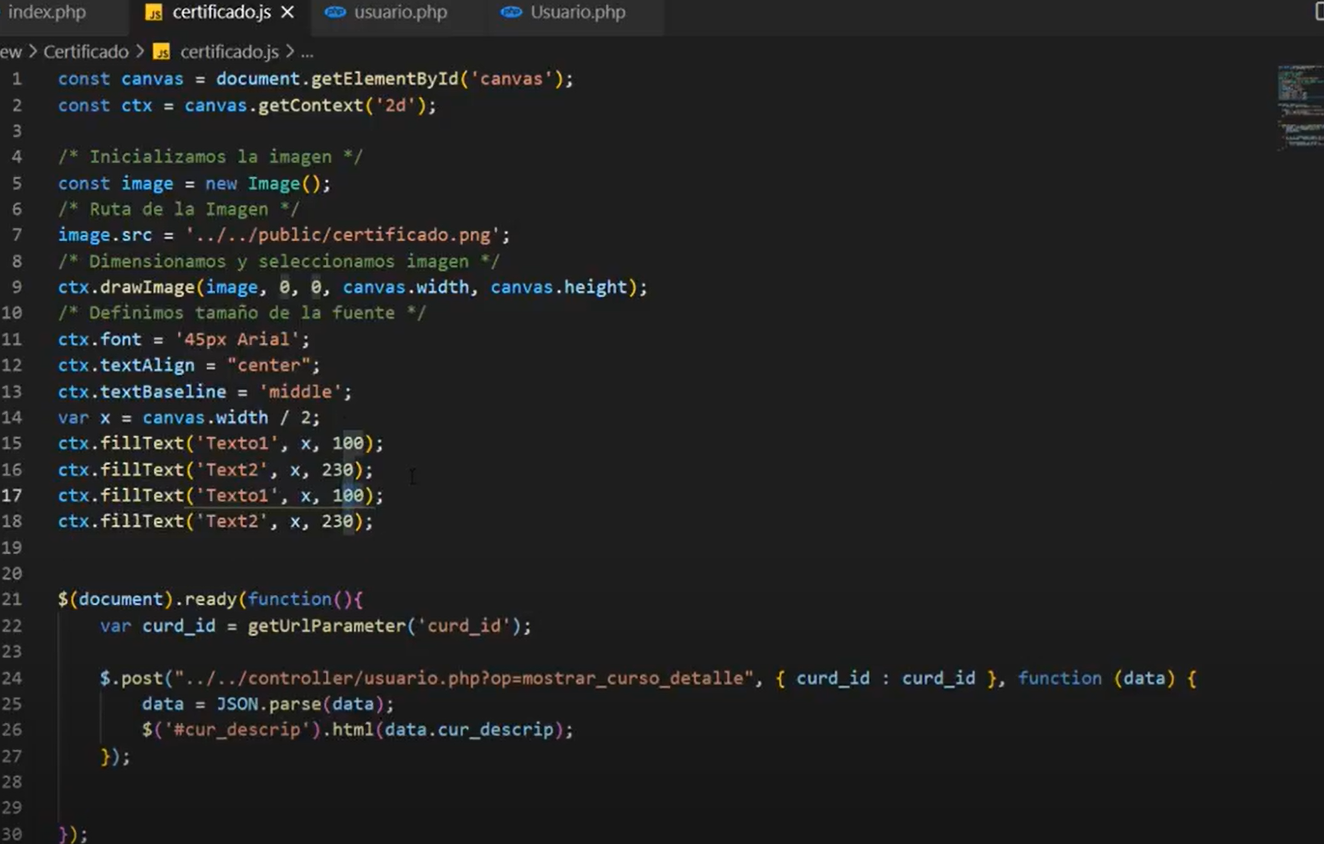 index.php certificado.js × usuario.php Usuario.php
ew > Certificado > JS certificado.js > ...
1 const canvas = document.getElementById('canvas');
2 const ctx = canvas.getContext('2d');
3
4 /* Inicializamos la imagen */
5 const image = new Image();
6 /* Ruta de la Imagen */
7 image.src = '../../public/certificado.png';
8 /* Dimensionamos y seleccionamos imagen */
9 ctx.drawImage(image, 0, 0, canvas.width, canvas.height);
10 /* Definimos tamaño de la fuente */
11 ctx.font = '45px Arial';
12 ctx.textAlign = "center";
13 ctx.textBaseline = 'middle';
14 var x = canvas.width / 2;
15 ctx.fillText('Texto1', x, 100);
16 ctx.fillText('Text2', x, 230);
17 ctx.fillText('Texto1', x, 100);
18 ctx.fillText('Text2', x, 230);
19
20
21 $(document).ready(function(){
22     var curd_id = getUrlParameter('curd_id');
23
24     $.post("../../controller/usuario.php?op=mostrar_curso_detalle", { curd_id : curd_id }, function (data) {
25         data = JSON.parse(data);
26         $('#cur_descrip').html(data.cur_descrip);
27     });
28
29
30 });